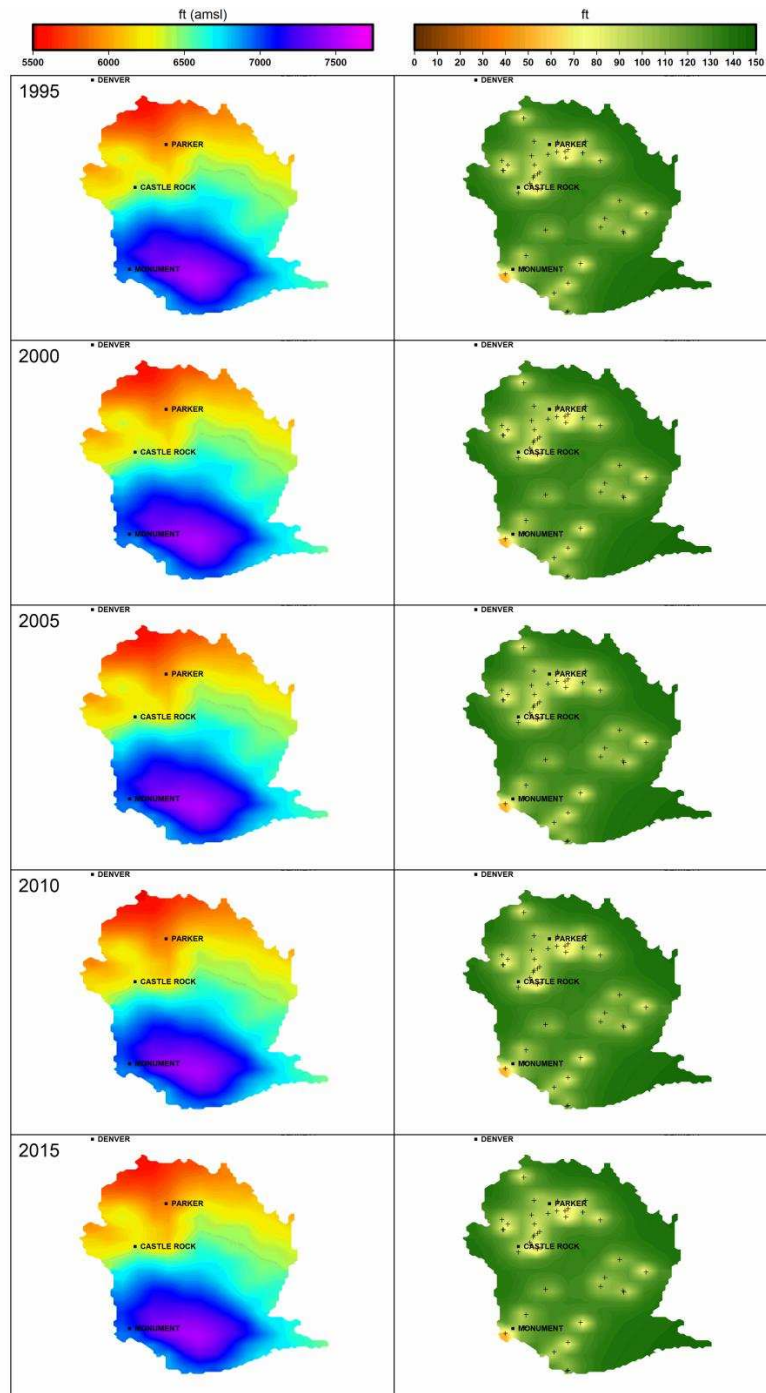 ft (amsl)
ft
5500 6000 6500 7000 7500
0 10 20 30 40 50 60 70 80 90 100 110 120 130 140 150
1995
DENVER
DENVER
PARKER
PARKER
CASTLE ROCK
CASTLE ROCK
MONUMENT
MONUMENT
2000
DENVER
DENVER
PARKER
PARKER
CASTLE ROCK
CASTLE ROCK
MONUMENT
MONUMENT
2005
DENVER
DENVER
PARKER
PARKER
CASTLE ROCK
CASTLE ROCK
MONUMENT
MONUMENT
2010
DENVER
DENVER
PARKER
PARKER
CASTLE ROCK
CASTLE ROCK
MONUMENT
MONUMENT
2015
DENVER
DENVER
PARKER
PARKER
CASTLE ROCK
CASTLE ROCK
MONUMENT
MONUMENT